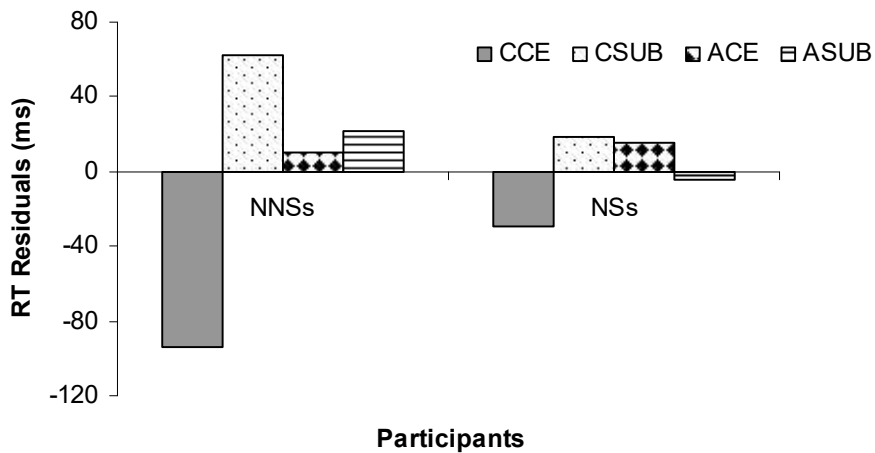 80
CCE CSUB ACE ASUB
40
0
NNSs NSs
-40
-80
-120
RT Residuals (ms)
Participants